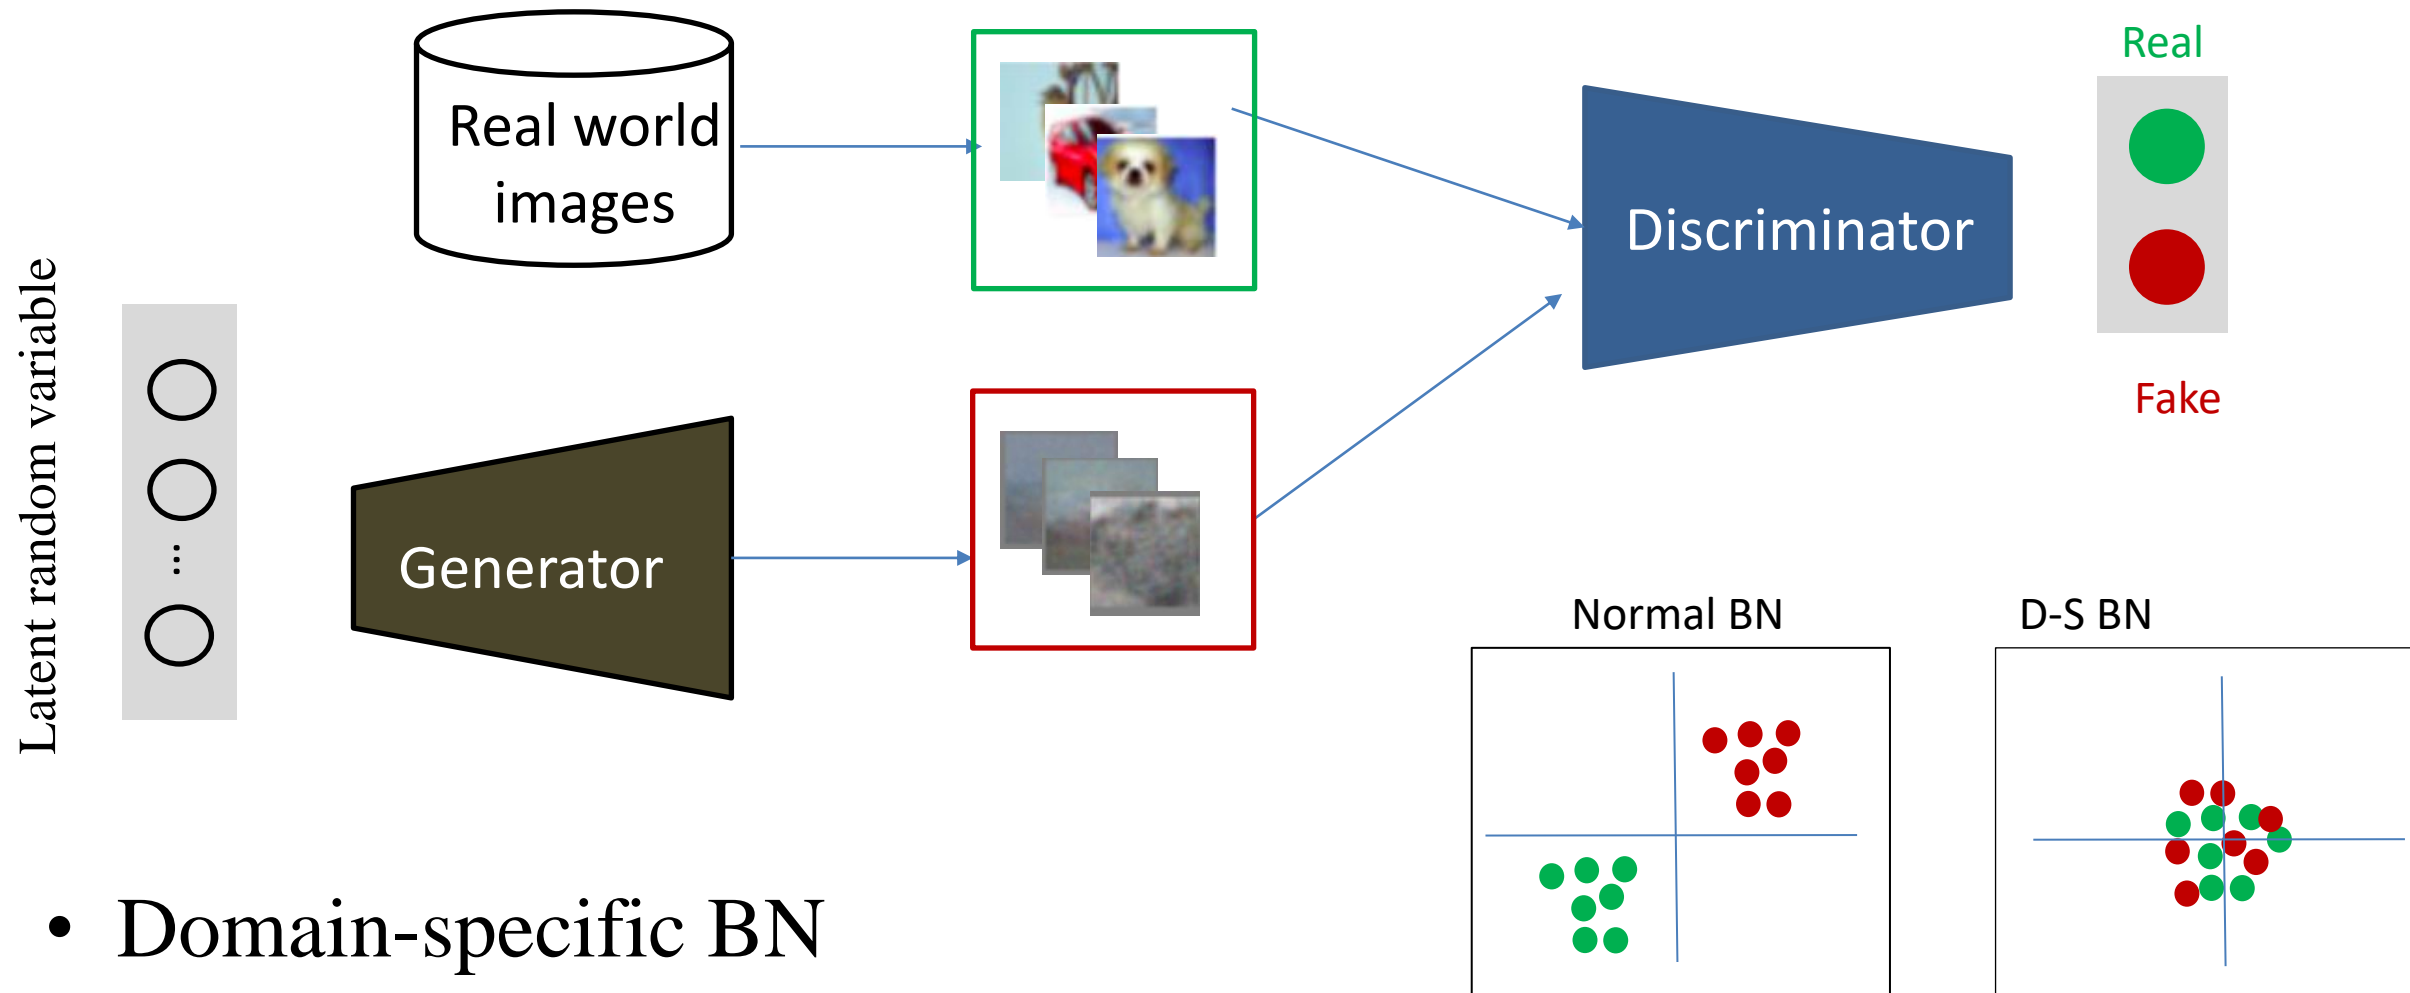 Real world
images
Real
Discriminator
Fake
Latent random variable
...
Generator
Normal BN
D-S BN
• Domain-specific BN